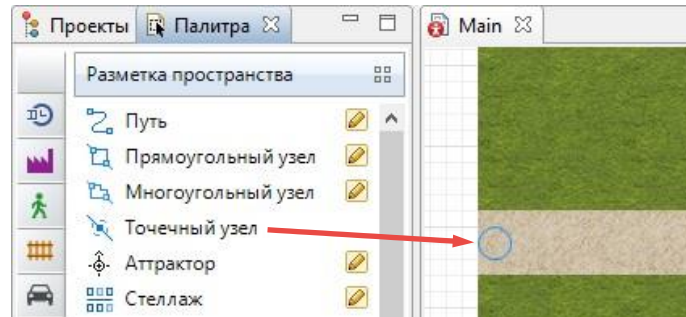 Проекты Палитра Main
Разметка пространства
Путь
Прямоугольный узел
Многоугольный узел
Точечный узел
Аттрактор
Стеллаж